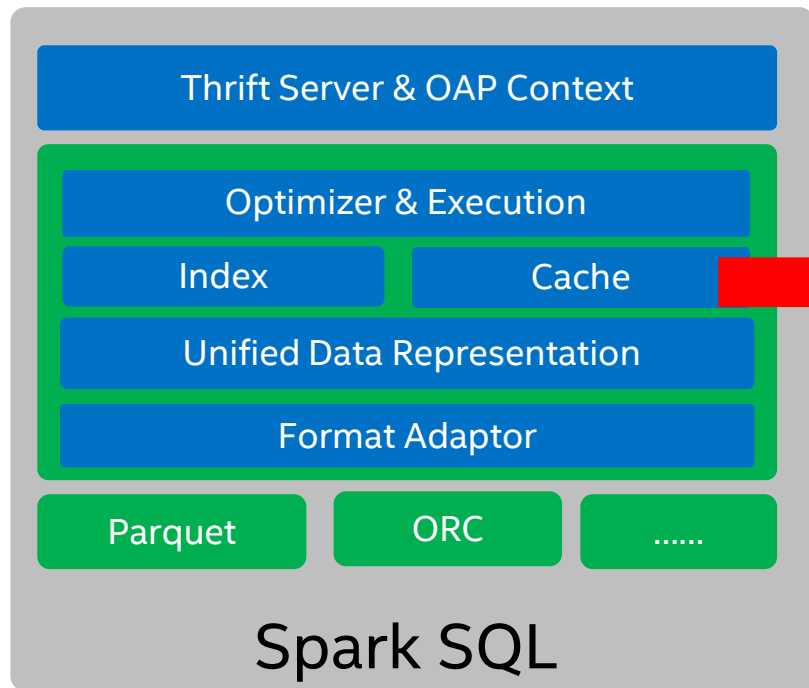 Thrift Server & OAP Context
Optimizer & Execution
Index
Cache
Unified Data Representation
Format Adaptor
Parquet
ORC
......
Spark SQL